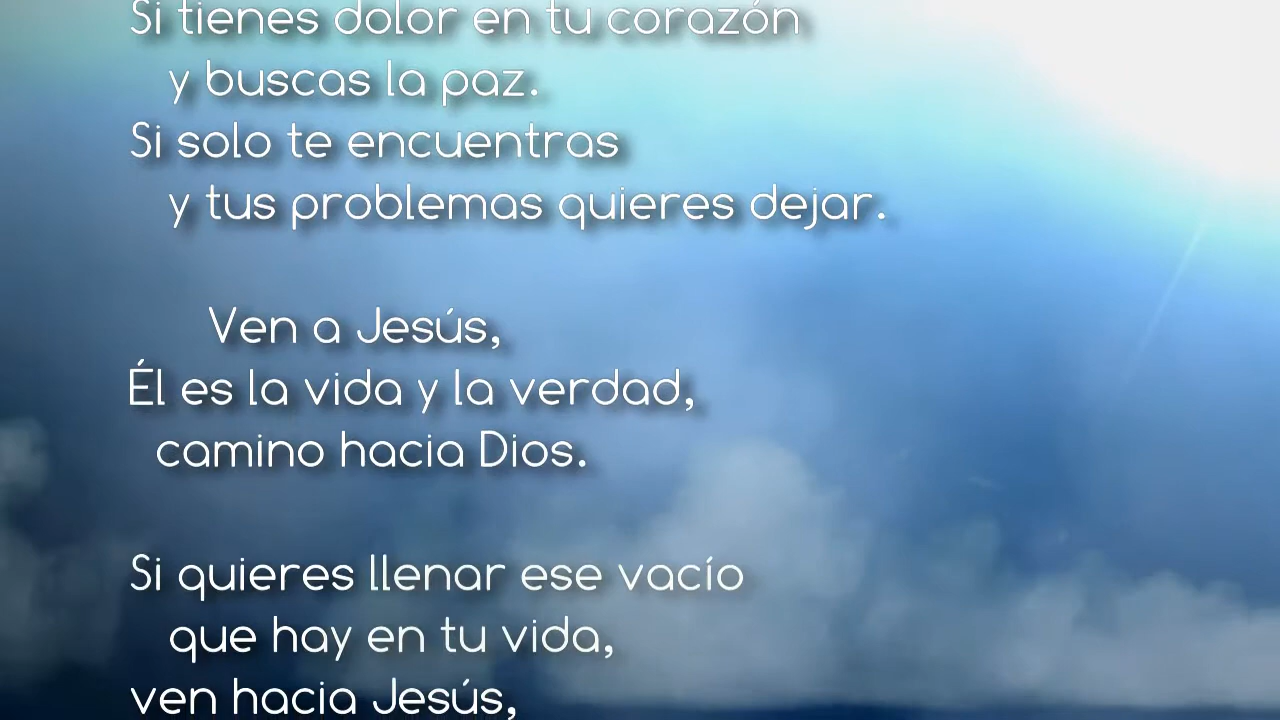 Si tienes dolor en tu corazón
y buscas la paz.
Si solo te encuentras
y tus problemas quieres dejar.
Ven a Jesús,
Él es la vida y la verdad,
camino hacia Dios.
Si quieres llenar ese vacío
que hay en tu vida,
ven hacia Jesús,